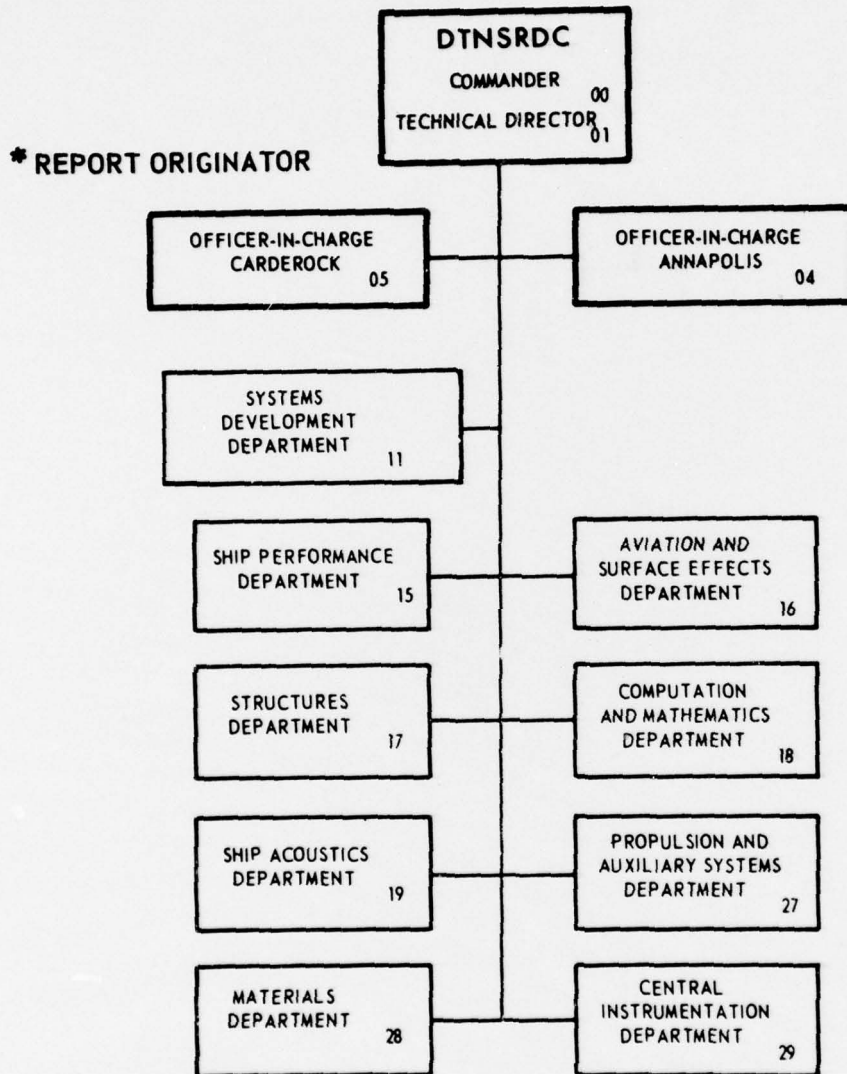 DTNSRDC
COMMANDER
00
TECHNICAL DIRECTOR
01
* REPORT ORIGINATOR
OFFICER-IN-CHARGE
CARDEROCK
05
OFFICER-IN-CHARGE
ANNAPOLIS
04
SYSTEMS
DEVELOPMENT
DEPARTMENT
11
SHIP PERFORMANCE
DEPARTMENT
15
AVIATION AND
SURFACE EFFECTS
DEPARTMENT
16
STRUCTURES
DEPARTMENT
17
COMPUTATION
AND MATHEMATICS
DEPARTMENT
18
SHIP ACOUSTICS
DEPARTMENT
19
PROPULSION AND
AUXILIARY SYSTEMS
DEPARTMENT
27
MATERIALS
DEPARTMENT
28
CENTRAL
INSTRUMENTATION
DEPARTMENT
29